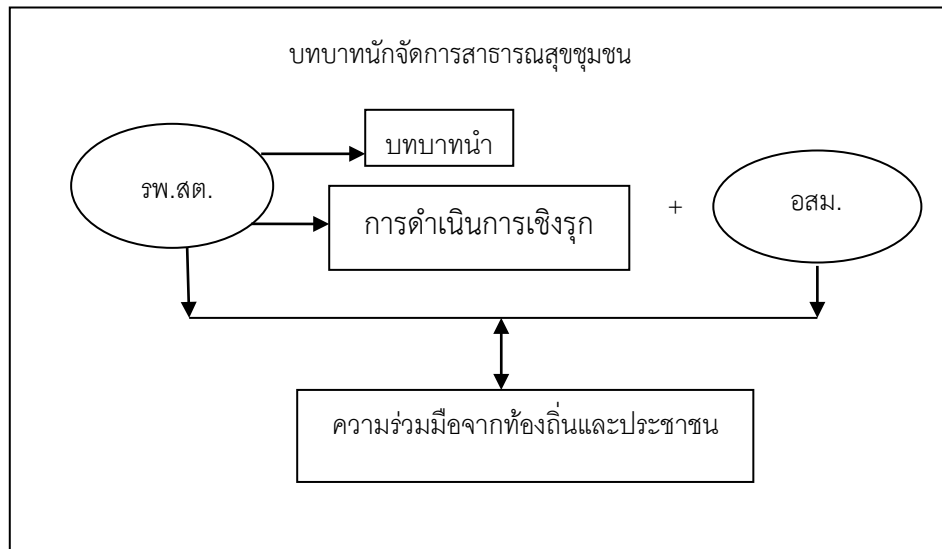 บทบาทนักจัดการสาธารณสุขชุมชน
บทบาทนำ
รพ.สต.
การดำเนินการเชิงรุก
+
อสม.
ความร่วมมือจากท้องถิ่นและประชาชน